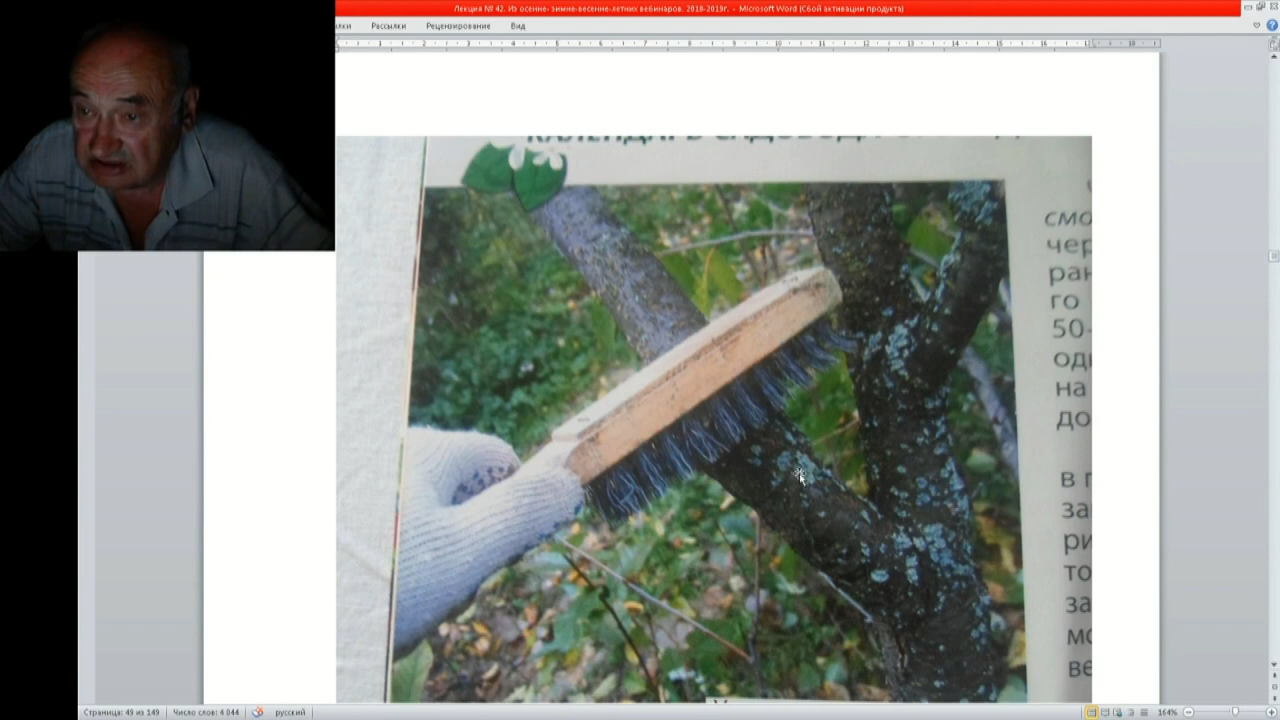 Лекция № 42. Из осенне- зимне-весенне-летних вебинаров. 2018-2019г. - Microsoft Word (Сбой активации продукта)
лки Рассылки Рецензирование Вид
смо
чер
ран
го
50-
одн
на
до
в п
за
ри
то
за
мо
ве
Страница: 49 из 149 Число слов: 4 044 русский 164%